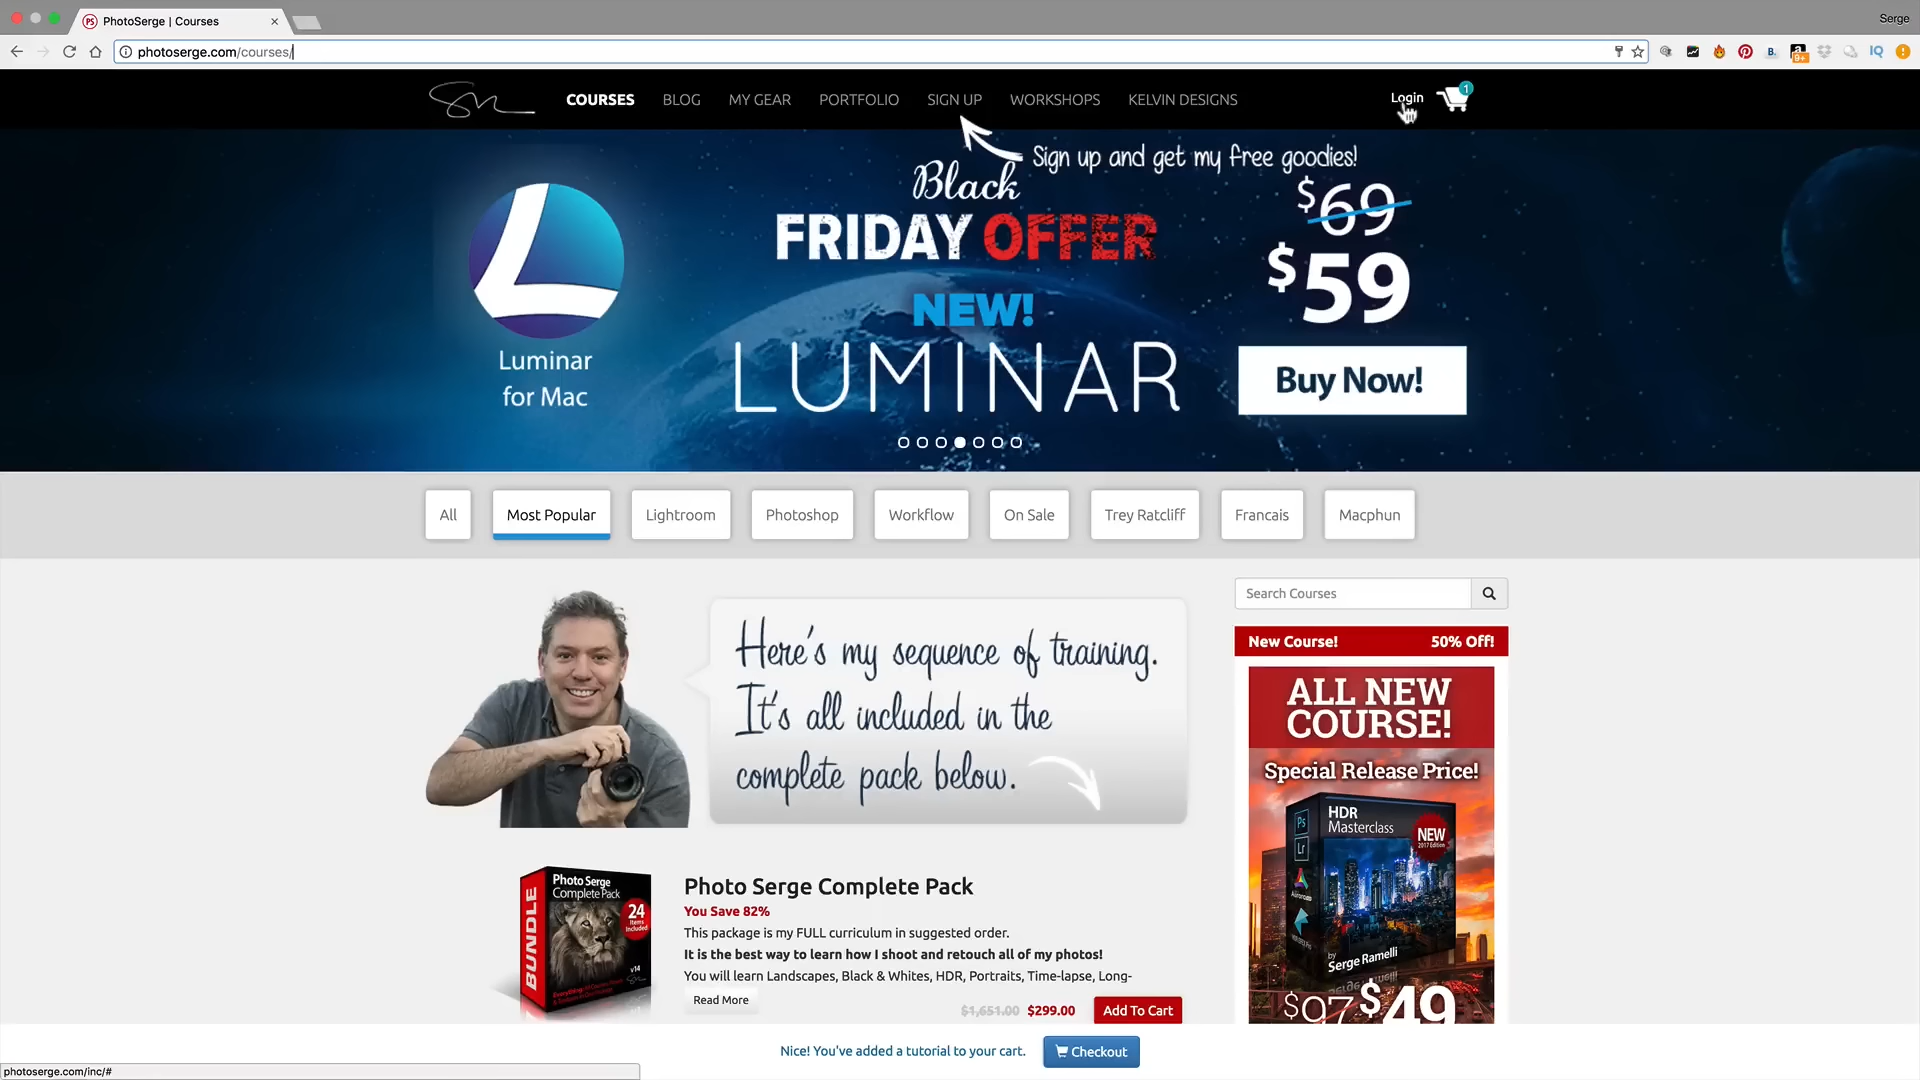 PhotoSerge | Courses
Serge
photoserge.com/courses/
COURSES BLOG MY GEAR PORTFOLIO SIGN UP WORKSHOPS KELVIN DESIGNS
Login
1
Sign up and get my free goodies!
Black
FRIDAY OFFER
NEW!
LUMINAR
Luminar
for Mac
$69
$59
Buy Now!
All Most Popular Lightroom Photoshop Workflow On Sale Trey Ratcliff Francais Macphun
Here's my sequence of training.
It's all included in the
complete pack below.
Search Courses
New Course! 50% Off!
ALL NEW
COURSE!
Special Release Price!
HDR
Masterclass
NEW
2017 Edition
Ps
Lr
by
Serge Ramelli
$97 $49
BUNDLE
Photo Serge
Complete Pack
24
Items
Included
v14
Photo Serge Complete Pack
You Save 82%
This package is my FULL curriculum in suggested order.
It is the best way to learn how I shoot and retouch all of my photos!
You will learn Landscapes, Black & Whites, HDR, Portraits, Time-lapse, Long-
Read More
$1,651.00 $299.00 Add To Cart
Nice! You've added a tutorial to your cart. Checkout
photoserge.com/inc/#